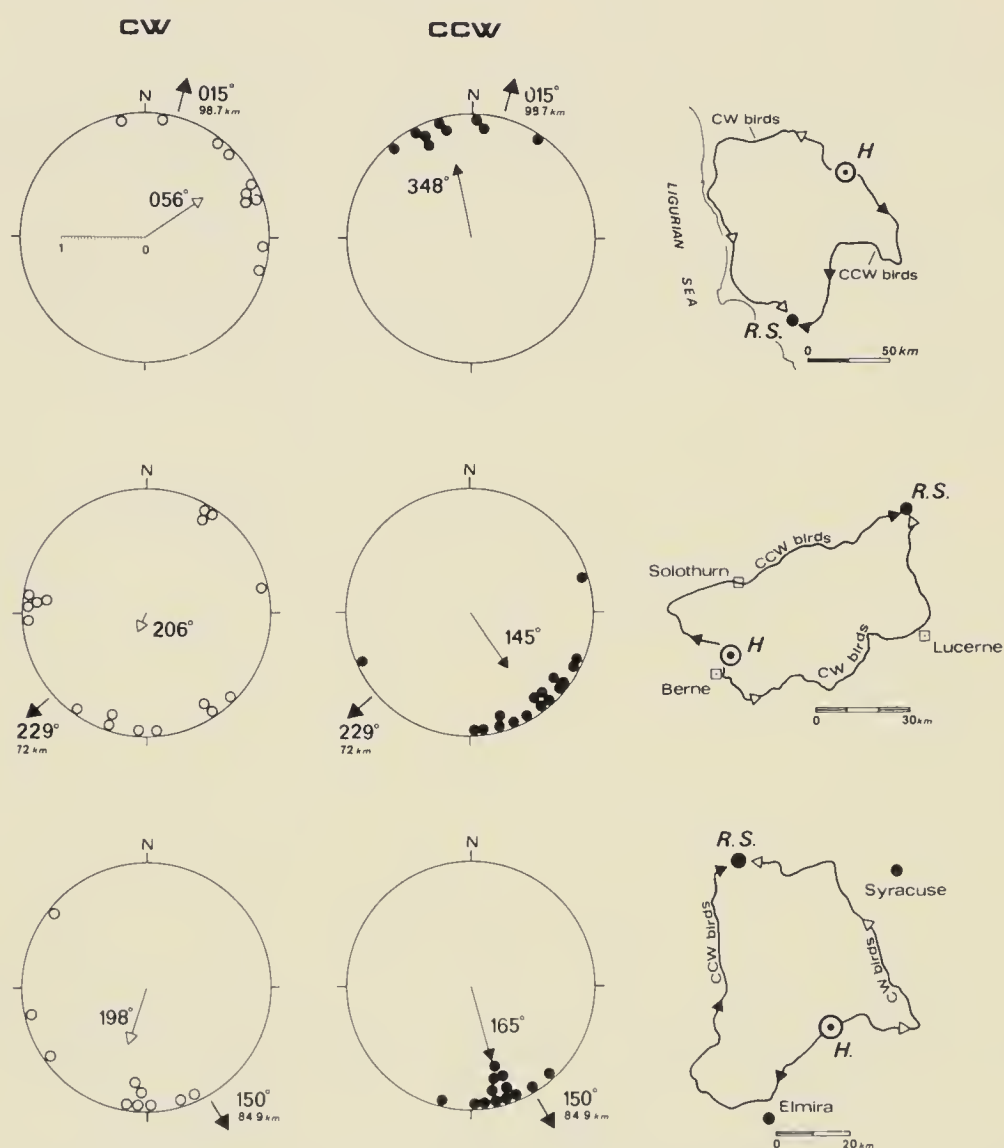 CW
CCW
N
015°
98.7 km
056°
1 0
N
015°
98.7 km
348°
CW birds
H
LIGURIAN
SEA
CCW birds
R.S.
0 50 km
N
206°
229°
72 km
N
145°
229°
72 km
R.S.
CCW birds
Solothurn
H
Berne
CW birds
Lucerne
0 30 km
N
198°
150°
84.9 km
N
165°
150°
84.9 km
R.S.
Syracuse
CCW birds
CW birds
H.
Elmira
0 20 km